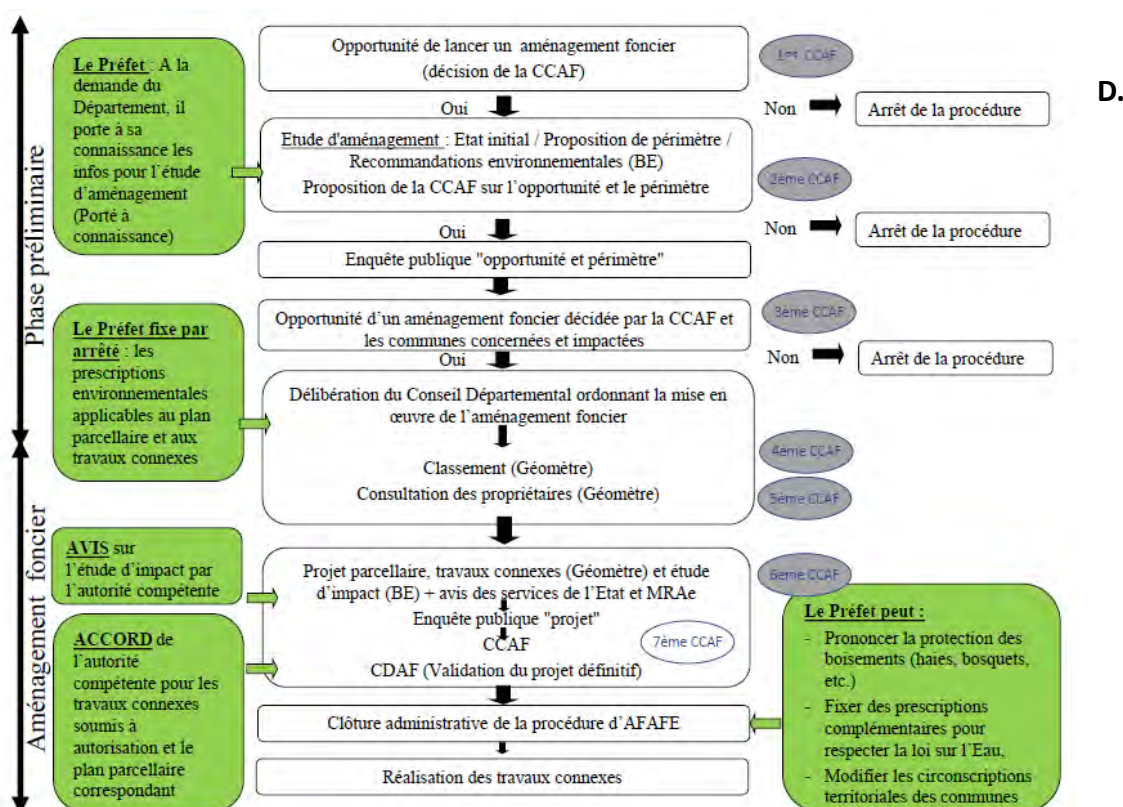 Phase préliminaire
Aménagement foncier
Le Préfet : A la
demande du
Département, il
porte à sa
connaissance les
infos pour l'étude
d'aménagement
(Porté à
connaissance)
Opportunité de lancer un aménagement foncier
(décision de la CCAF)
1ère CCAF
D.
Oui
Non
Arrêt de la procédure
Etude d'aménagement : Etat initial / Proposition de périmètre /
Recommandations environnementales (BE)
Proposition de la CCAF sur l'opportunité et le périmètre
2ème CCAF
Oui
Non
Arrêt de la procédure
Enquête publique "opportunité et périmètre"
Le Préfet fixe par
arrêté : les
prescriptions
environnementales
applicables au plan
parcellaire et aux
travaux connexes
Opportunité d'un aménagement foncier décidée par la CCAF et
les communes concernées et impactées
3ème CCAF
Oui
Non
Arrêt de la procédure
Délibération du Conseil Départemental ordonnant la mise en
œuvre de l'aménagement foncier
Classement (Géomètre)
Consultation des propriétaires (Géomètre)
4ème CCAF
5ème CCAF
AVIS sur
l'étude d'impact par
l'autorité compétente
Projet parcellaire, travaux connexes (Géomètre) et étude
d'impact (BE) + avis des services de l'Etat et MRAe
Enquête publique "projet"
CCAF
CDAF (Validation du projet définitif)
6ème CCAF
7ème CCAF
ACCORD de
l'autorité
compétente pour les
travaux connexes
soumis à
autorisation et le
plan parcellaire
correspondant
Le Préfet peut :
- Prononcer la protection des
boisements (haies, bosquets,
etc.)
- Fixer des prescriptions
complémentaires pour
respecter la loi sur l'Eau,
- Modifier les circonscriptions
territoriales des communes
Clôture administrative de la procédure d'AFAFE
Réalisation des travaux connexes